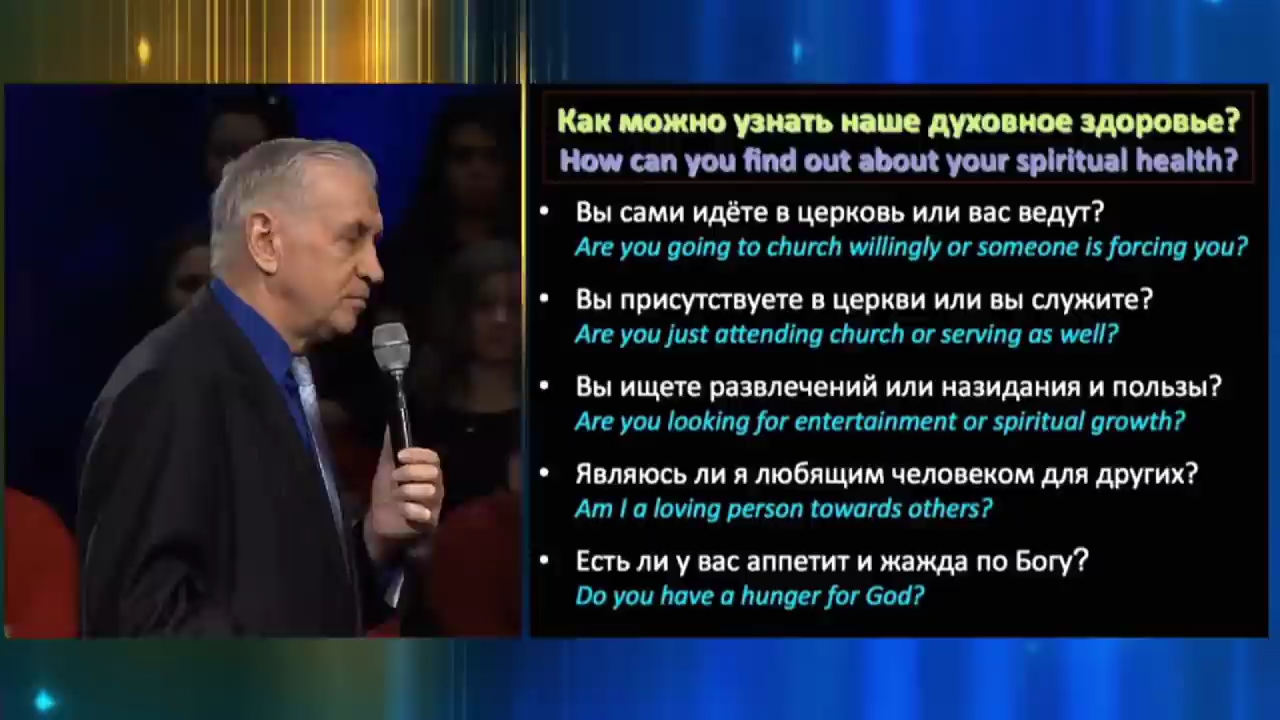 Как можно узнать наше духовное здоровье?
How can you find out about your spiritual health?
• Вы сами идёте в церковь или вас ведут?
Are you going to church willingly or someone is forcing you?
• Вы присутствуете в церкви или вы служите?
Are you just attending church or serving as well?
• Вы ищете развлечений или назидания и пользы?
Are you looking for entertainment or spiritual growth?
• Являюсь ли я любящим человеком для других?
Am I a loving person towards others?
• Есть ли у вас аппетит и жажда по Богу?
Do you have a hunger for God?